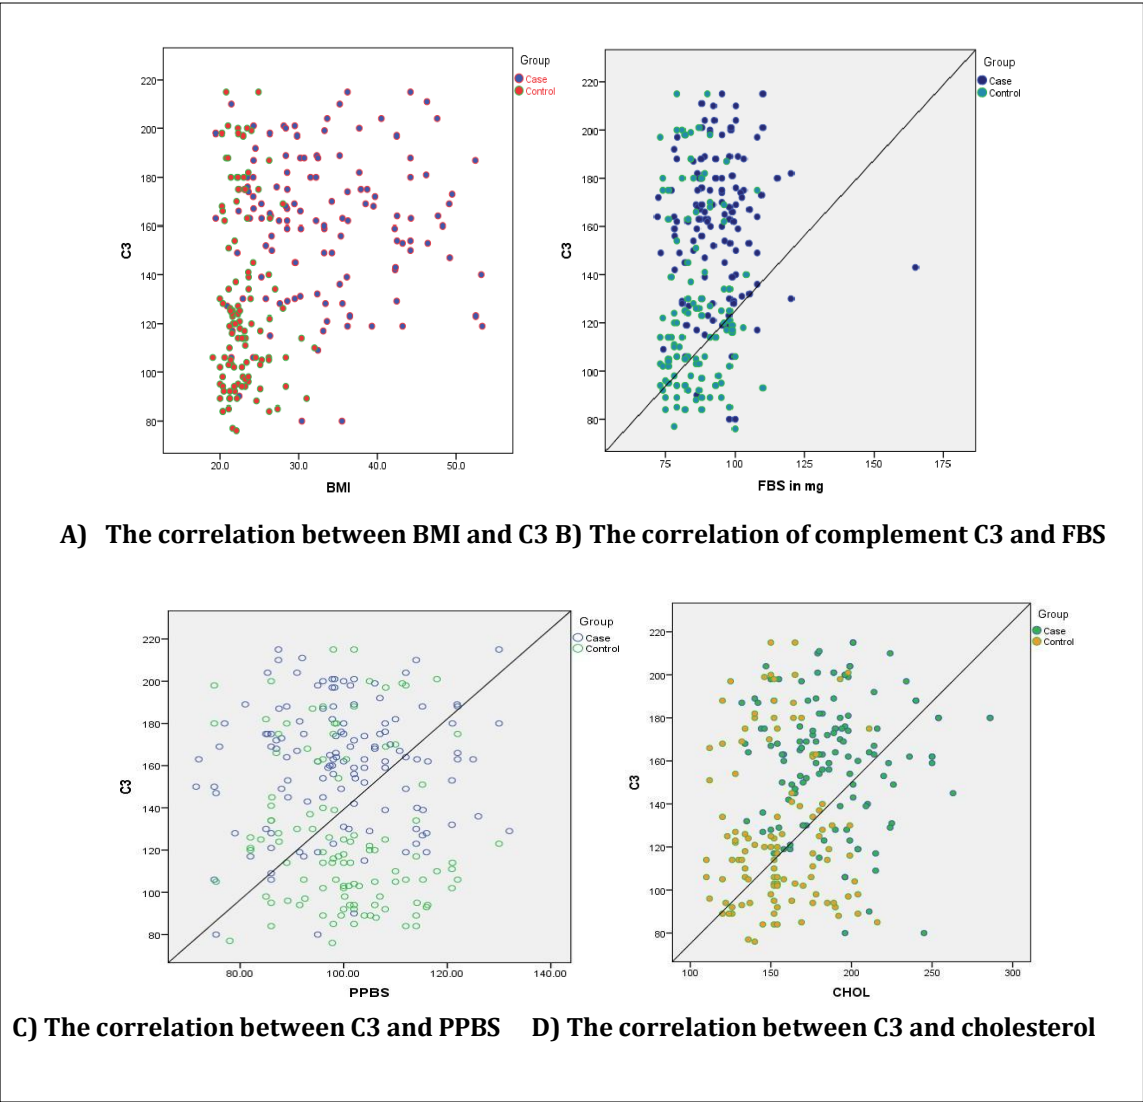 Group
Case
Control
220
200
180
160
140
120
100
80
C3
20.0 30.0 40.0 50.0
BMI
Group
Case
Control
220
200
180
160
140
120
100
80
C3
75 100 125 150 175
FBS in mg
A) The correlation between BMI and C3 B) The correlation of complement C3 and FBS
Group
Case
Control
220
200
180
160
140
120
100
80
C3
80.00 100.00 120.00 140.00
PPBS
Group
Case
Control
220
200
180
160
140
120
100
80
C3
100 150 200 250 300
CHOL
C) The correlation between C3 and PPBS D) The correlation between C3 and cholesterol